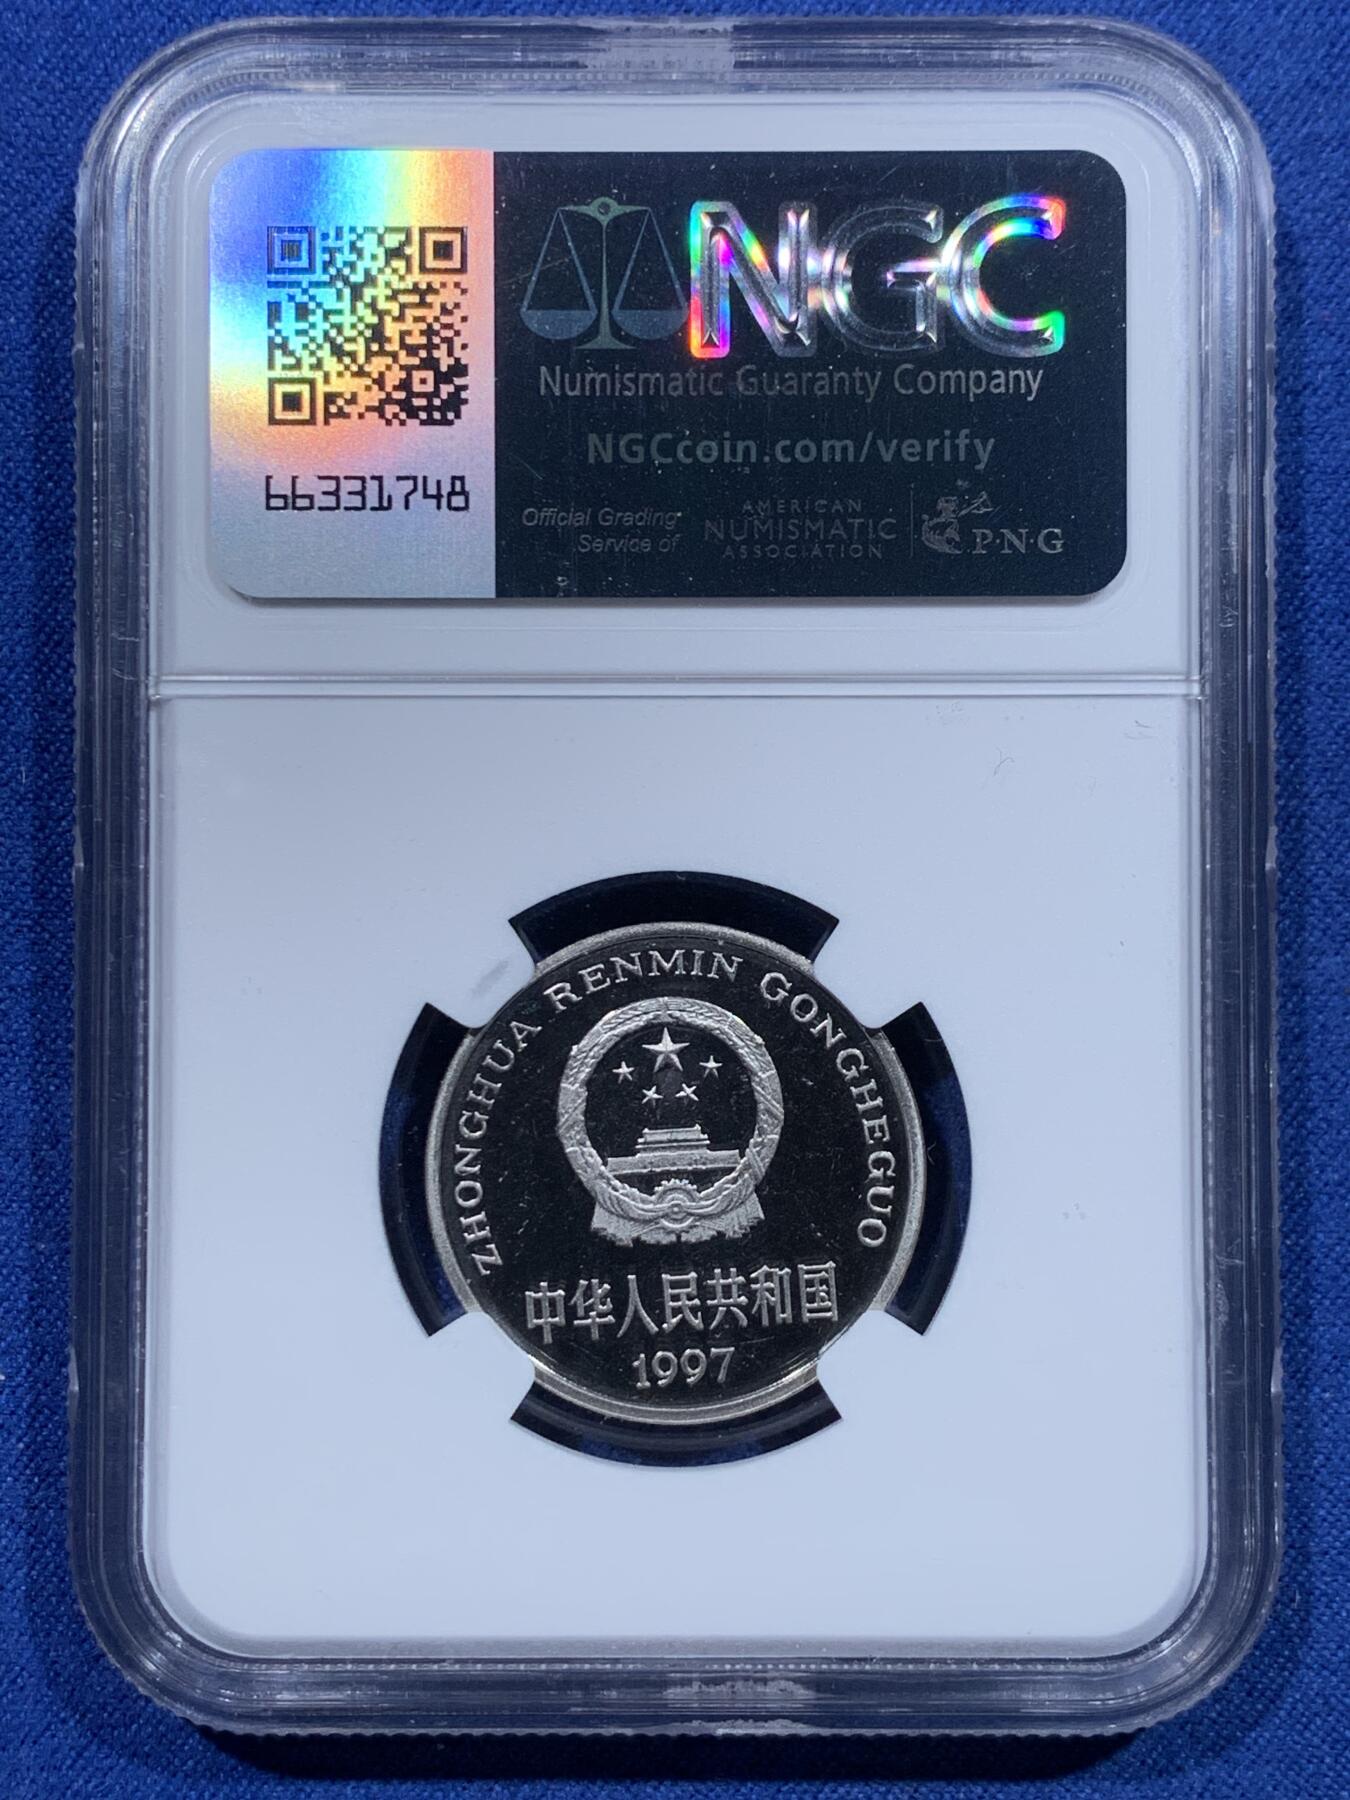 NGC
Numismatic Guaranty Company
NGCcoin.com/verify
66331748
Official Grading
Service of
AMERICAN
NUMISMATIC
ASSOCIATION
P·N·G
ZHONGHUA RENMIN GONGHEGUO
中华人民共和国
1997